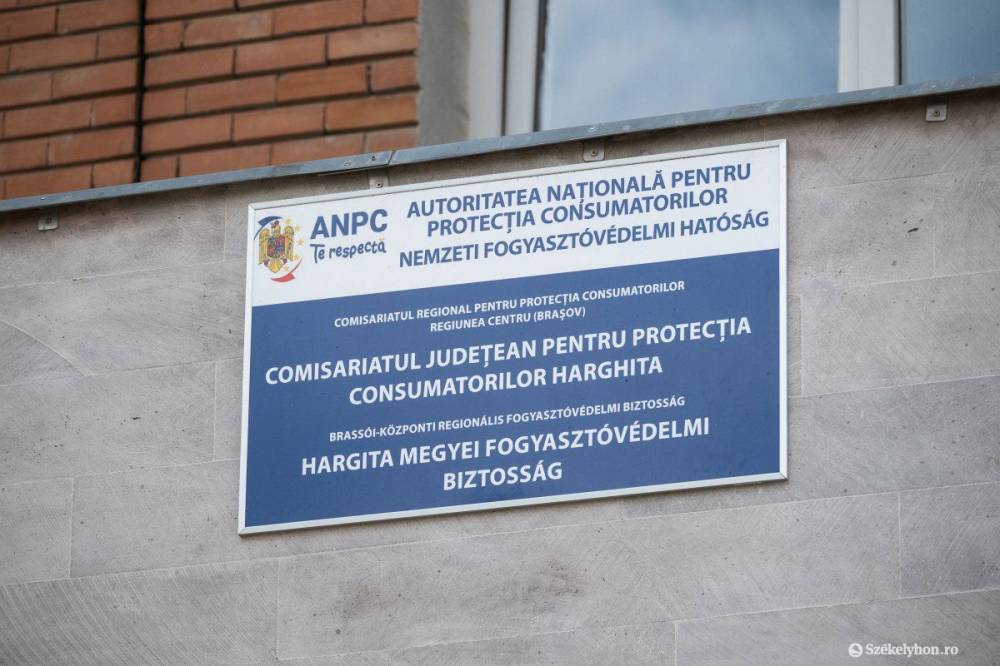 ANPC
Te respectă
AUTORITATEA NAȚIONALĂ PENTRU
PROTECȚIA CONSUMATORILOR
NEMZETI FOGYASZTÓVÉDELMI HATÓSÁG
COMISARIATUL REGIONAL PENTRU PROTECȚIA CONSUMATORILOR
REGIUNEA CENTRU (BRAȘOV)
COMISARIATUL JUDEȚEAN PENTRU PROTECȚIA
CONSUMATORILOR HARGHITA
BRASSÓI-KÖZPONTI REGIONÁLIS FOGYASZTÓVÉDELMI BIZTOSSÁG
HARGITA MEGYEI FOGYASZTÓVÉDELMI
BIZTOSSÁG
Székelyhon.ro